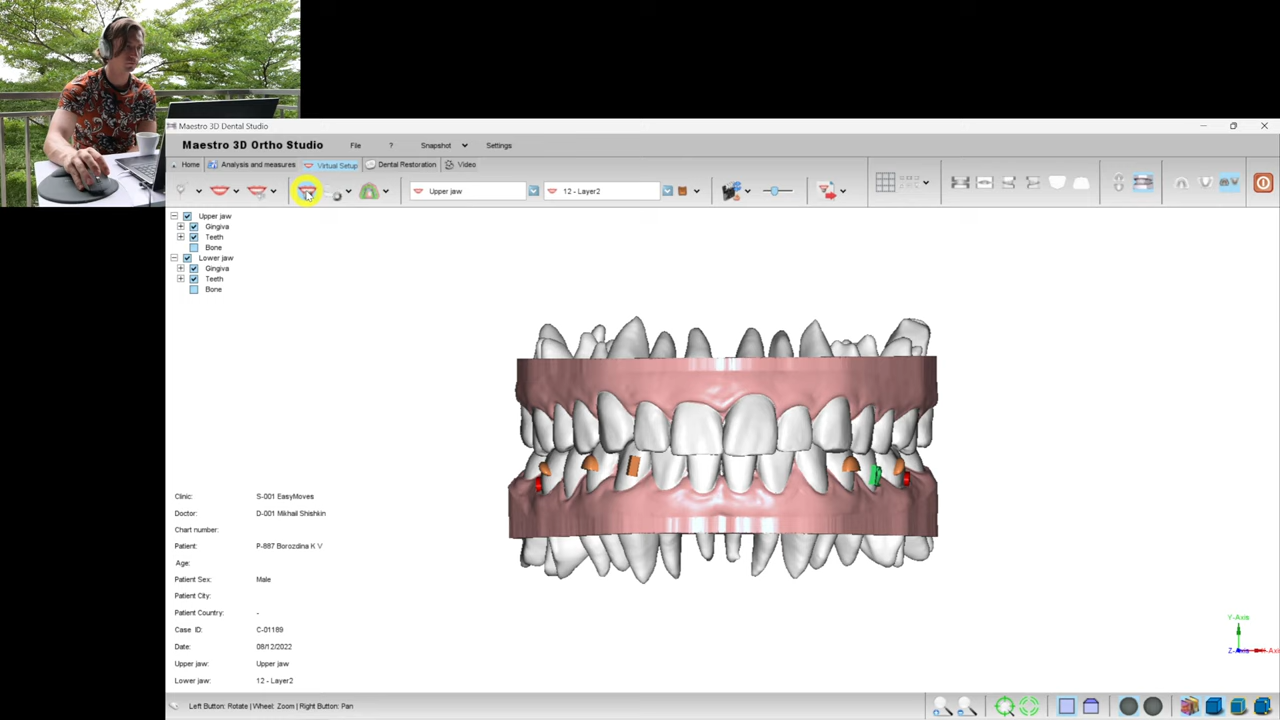 Maestro 3D Dental Studio
Maestro 3D Ortho Studio
File
?
Snapshot
Settings
Home
Analysis and measures
Virtual Setup
Dental Restoration
Video
Upper jaw
12 - Layer2
Upper jaw
Gingiva
Teeth
Bone
Lower jaw
Gingiva
Teeth
Bone
Clinic: S-001 EasyMoves
Doctor: D-001 Mikhail Shishkin
Chart number:
Patient: P-887 Borozdina K V
Age:
Patient Sex: Male
Patient City:
Patient Country: -
Case ID: C-01189
Date: 08/12/2022
Upper jaw: Upper jaw
Lower jaw: 12 - Layer2
Y-Axis
Left Button: Rotate | Wheel: Zoom | Right Button: Pan